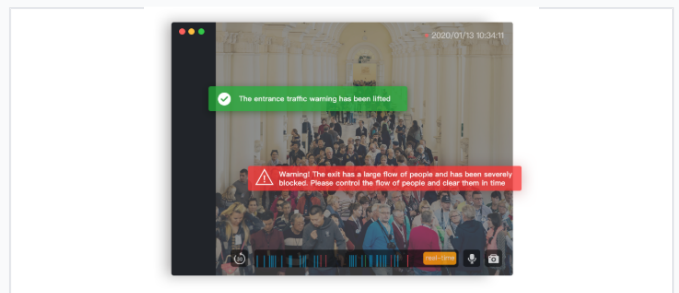 2020/01/13 10:34:11
The entrance traffic warning has been lifted
Warning! The exit has a large flow of people and has been severely
blocked. Please control the flow of people and clear them in time
real-time